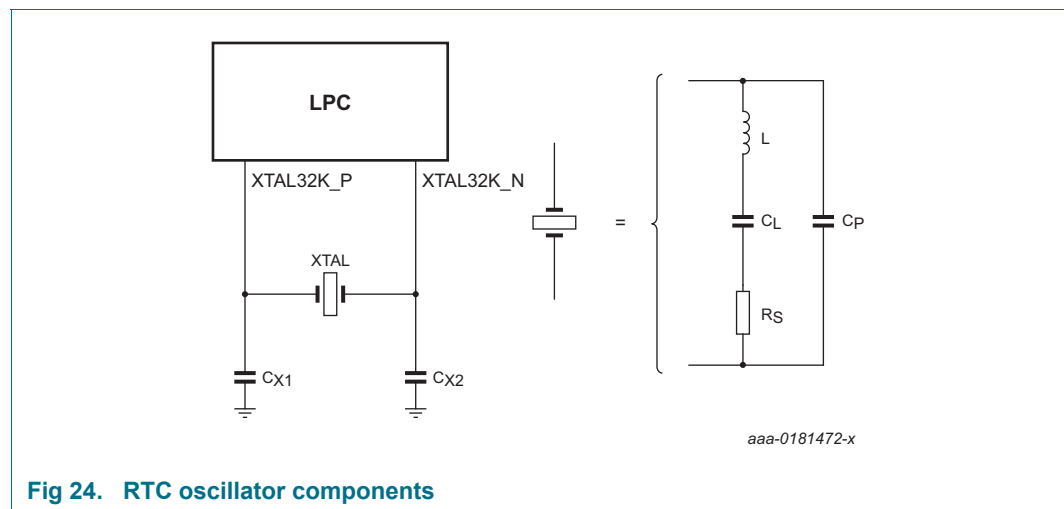 LPC
XTAL32K_P
XTAL32K_N
XTAL
CX1
CX2
=
L
CL
CP
RS
aaa-0181472-x
Fig 24. RTC oscillator components